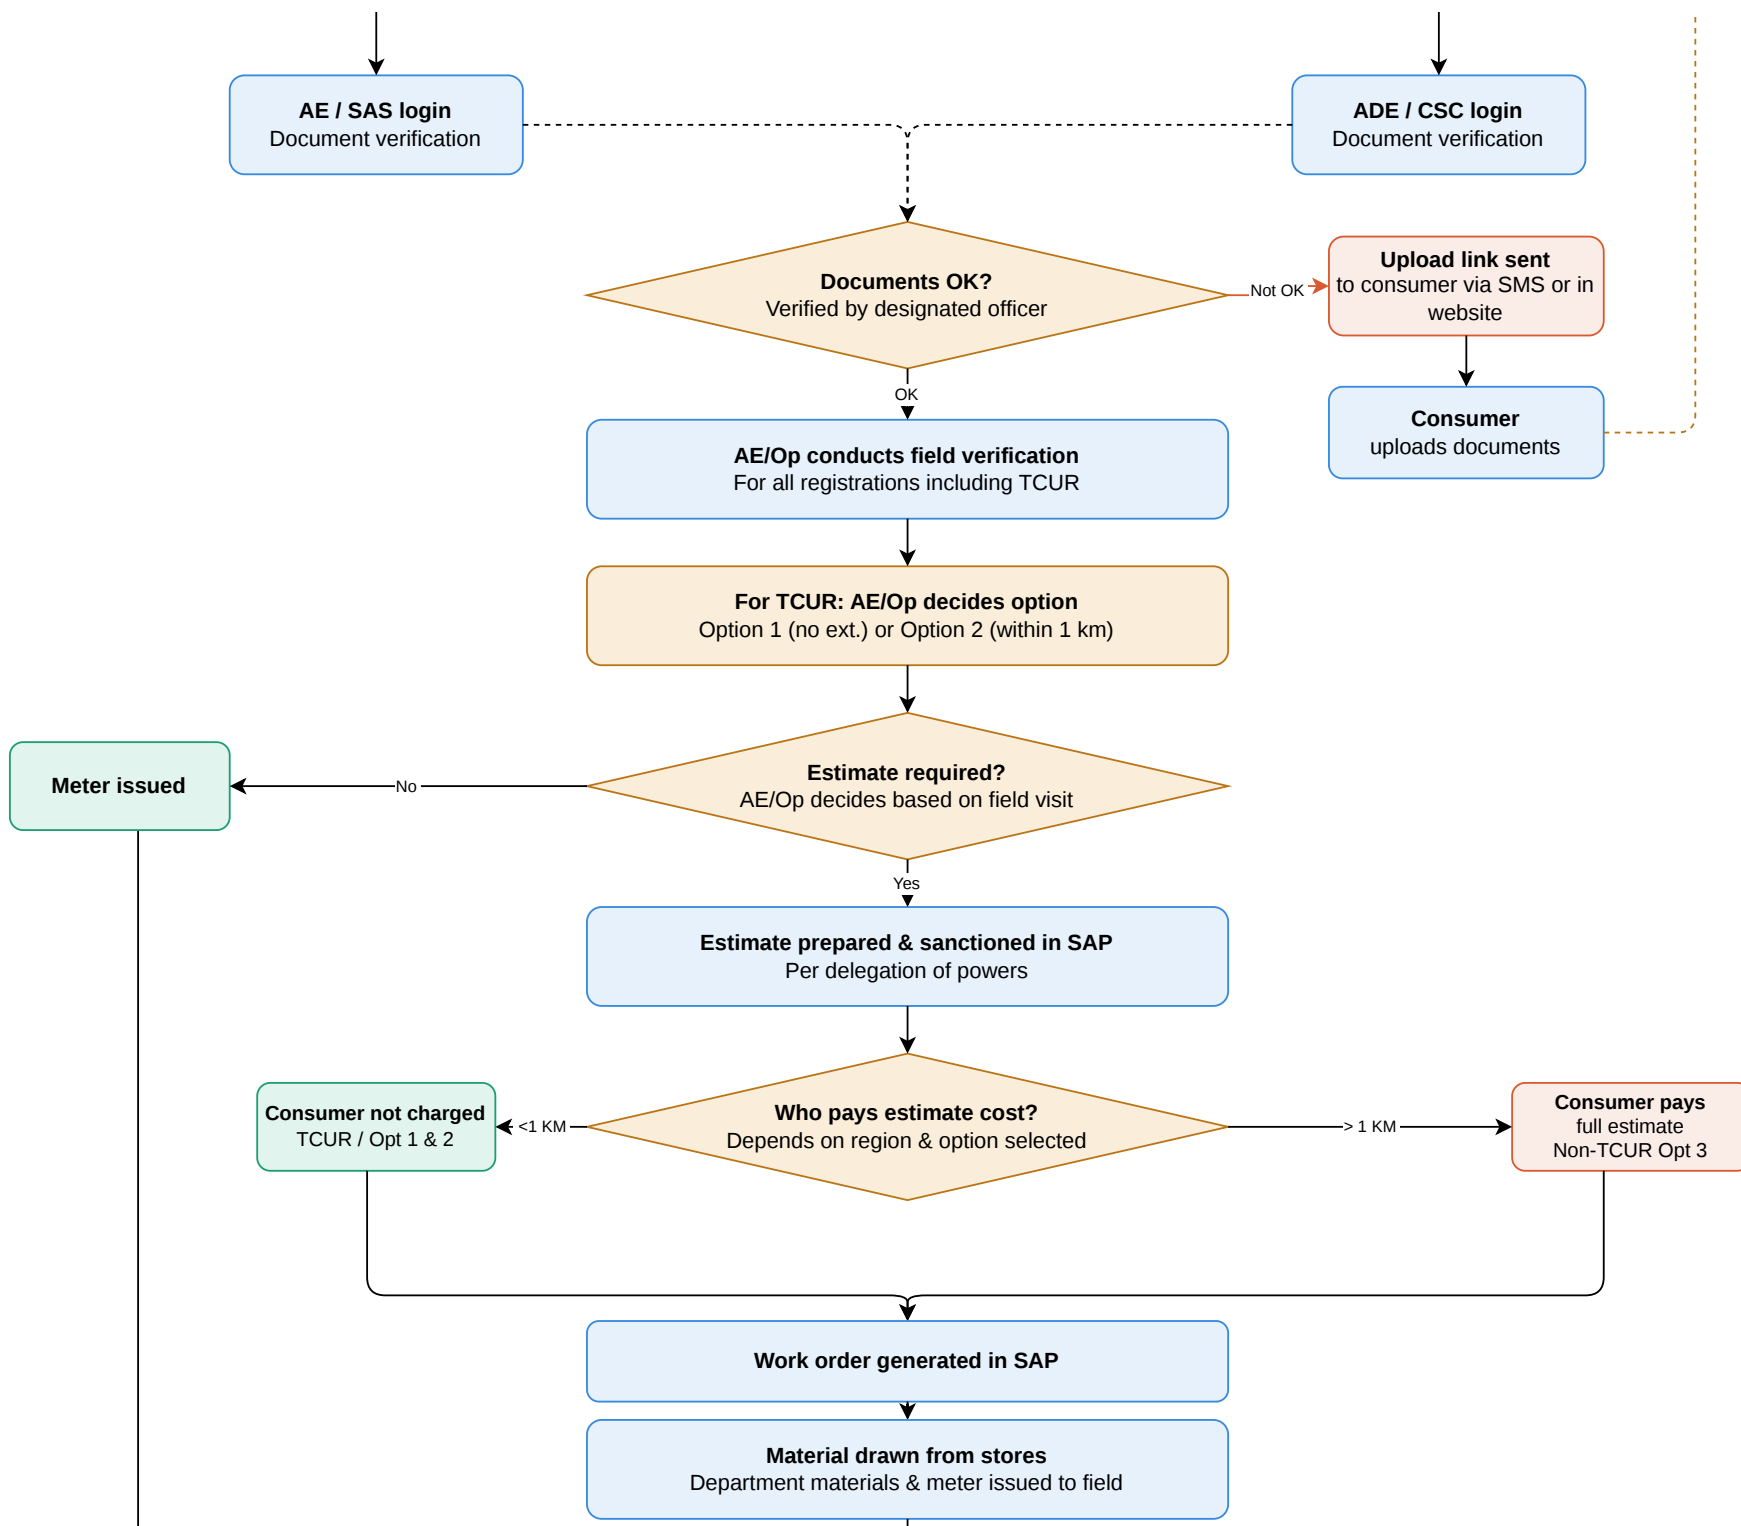 AE / SAS login
Document verification
ADE / CSC login
Document verification
Documents OK?
Verified by designated officer
Not OK
Upload link sent
to consumer via SMS or in
website
OK
Consumer
uploads documents
AE/Op conducts field verification
For all registrations including TCUR
For TCUR: AE/Op decides option
Option 1 (no ext.) or Option 2 (within 1 km)
Meter issued
No
Estimate required?
AE/Op decides based on field visit
Yes
Estimate prepared & sanctioned in SAP
Per delegation of powers
Consumer not charged
TCUR / Opt 1 & 2
<1 KM
Who pays estimate cost?
Depends on region & option selected
> 1 KM
Consumer pays
full estimate
Non-TCUR Opt 3
Work order generated in SAP
Material drawn from stores
Department materials & meter issued to field